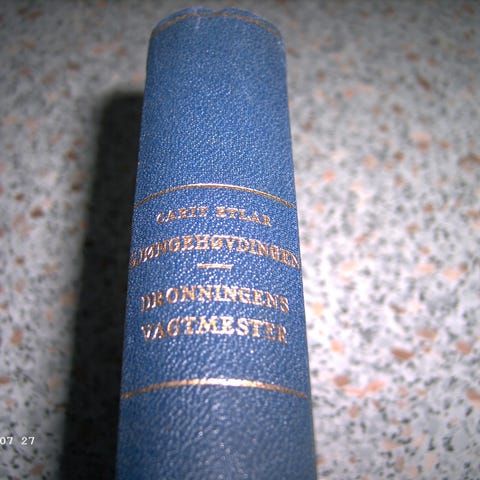 CARIT ETLAR
GJØNGEHØVDINGEN
DRONNINGENS
VAGTMESTER
07 27